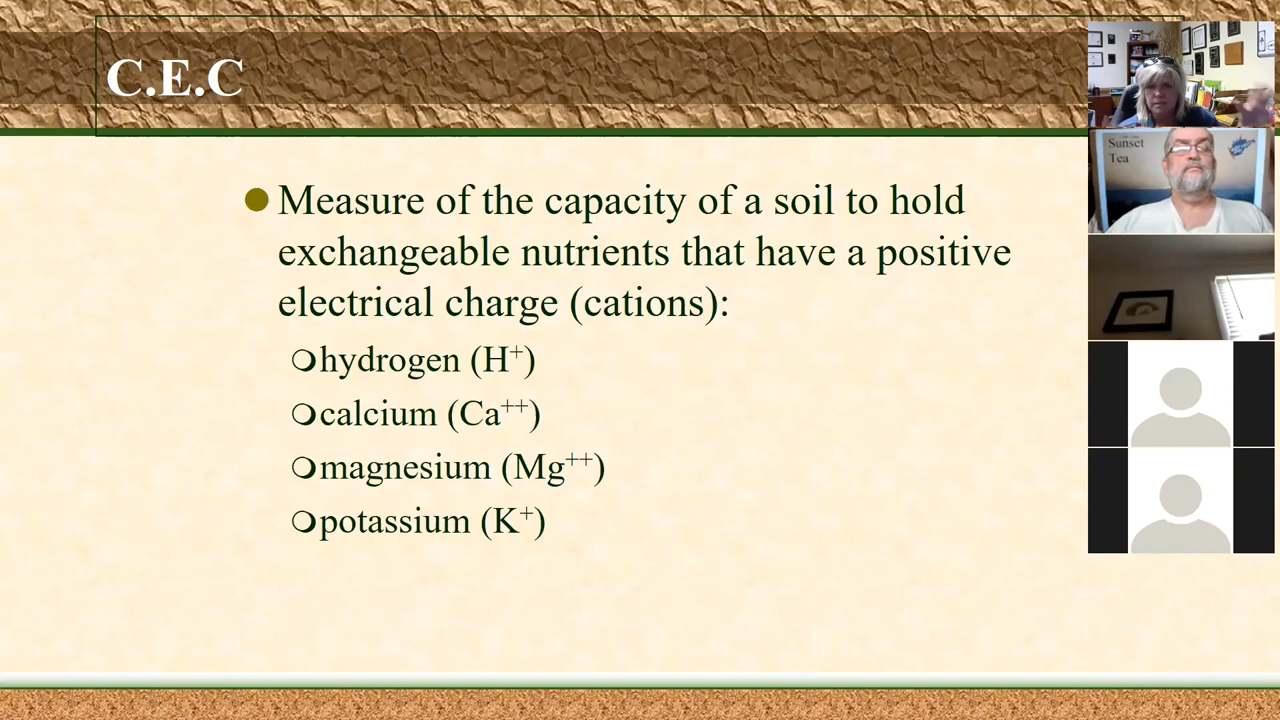 C.E.C
Measure of the capacity of a soil to hold
exchangeable nutrients that have a positive
electrical charge (cations):
hydrogen (H⁺)
calcium (Ca⁺⁺)
magnesium (Mg⁺⁺)
potassium (K⁺)
Sunset
Tea